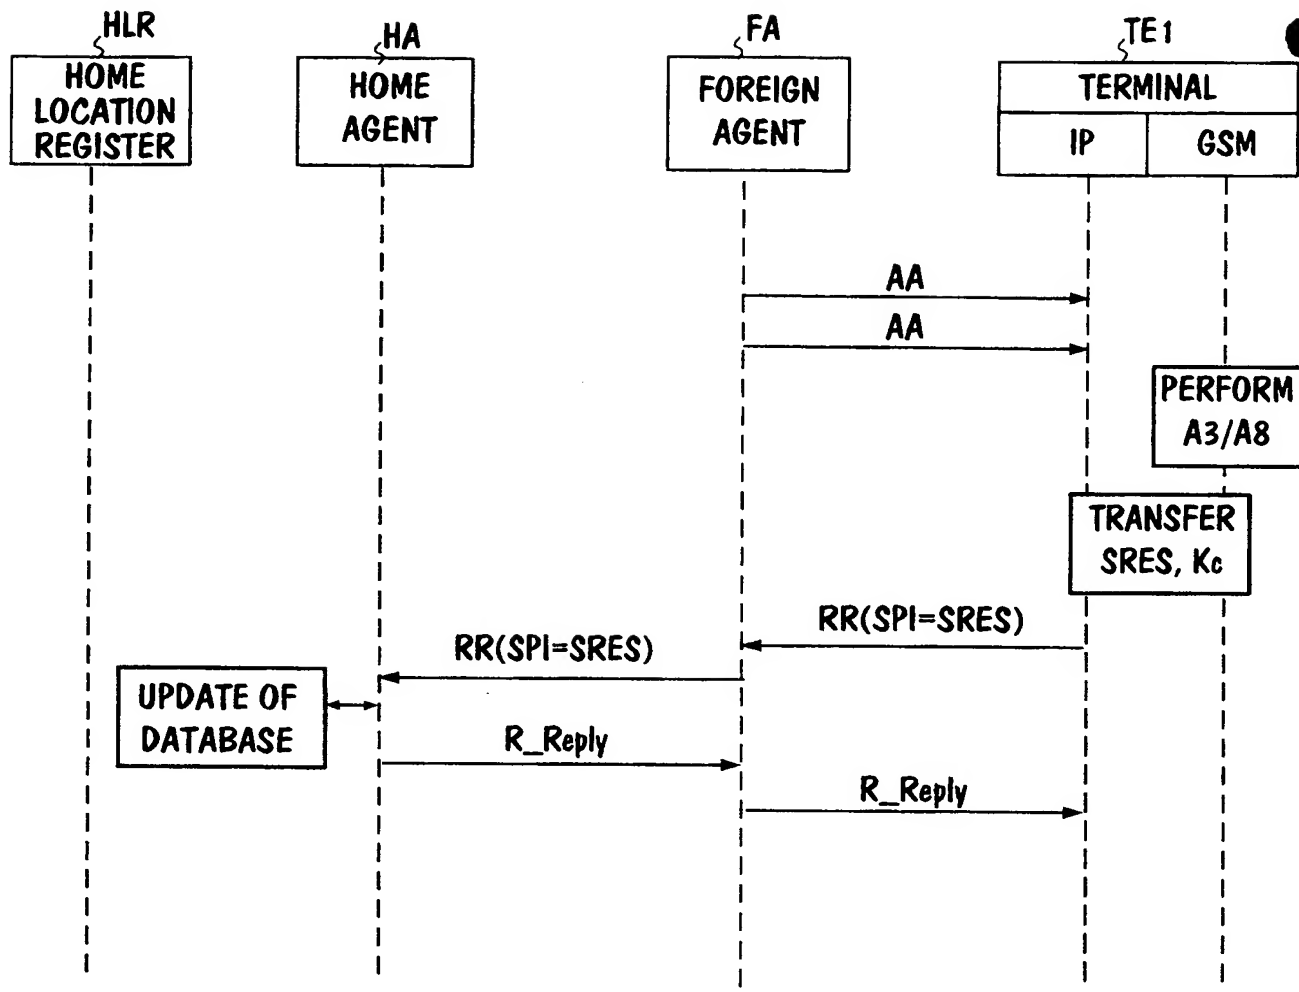 HLR
HA
FA
TE1
HOME
LOCATION
REGISTER
HOME
AGENT
FOREIGN
AGENT
TERMINAL
IP
GSM
AA
AA
PERFORM
A3/A8
TRANSFER
SRES, Kc
RR(SPI=SRES)
RR(SPI=SRES)
UPDATE OF
DATABASE
R_Reply
R_Reply